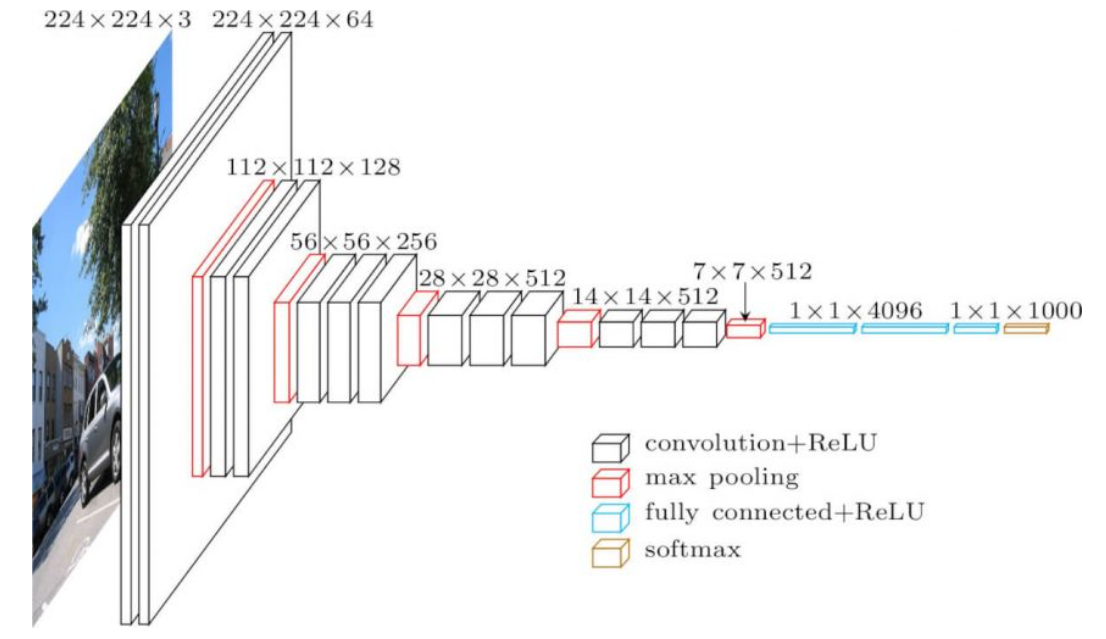 224×224×3
224×224×64
112×112×128
56×56×256
28×28×512
14×14×512
7×7×512
1×1×4096
1×1×1000
convolution+ReLU
max pooling
fully connected+ReLU
softmax